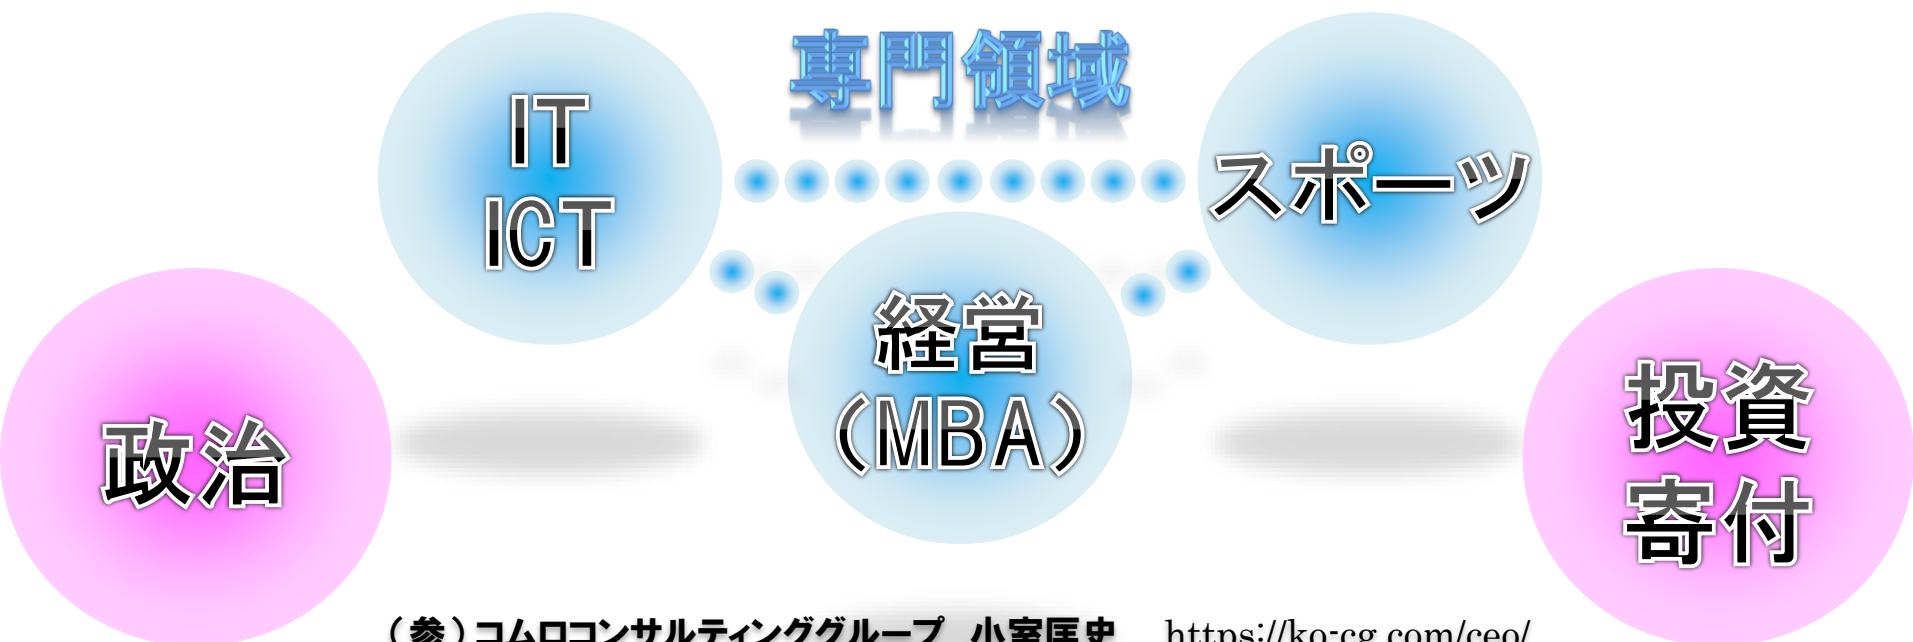 専門領域
IT
ICT
スポーツ
経営
（MBA）
政治
投資
寄付
（参）コムロコンサルティンググループ 小室匡史 https://ko-cg.com/ceo/